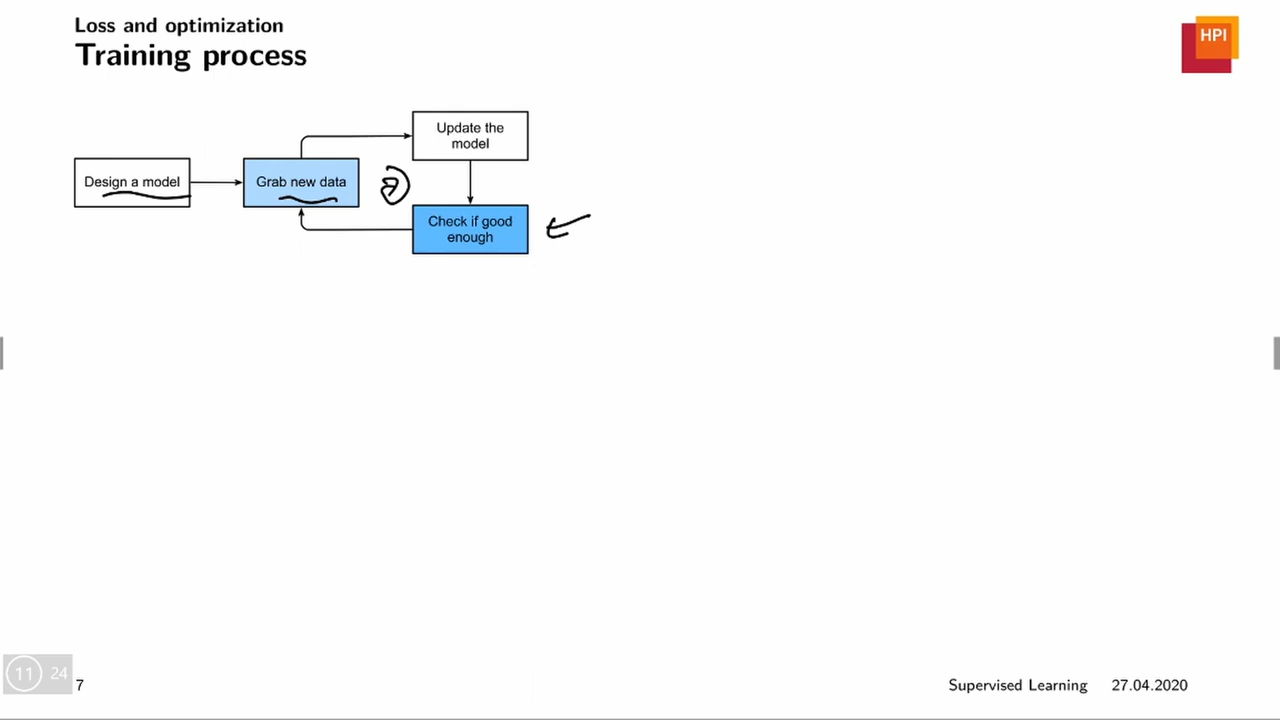 Loss and optimization
Training process
HPI
Update the
model
Design a model
Grab new data
Check if good
enough
11 24
7
Supervised Learning 27.04.2020